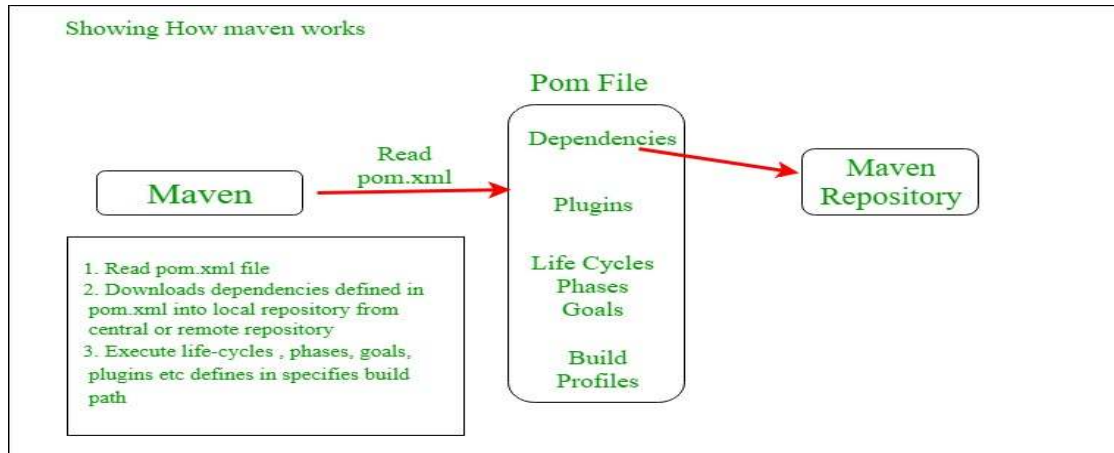 Showing How maven works
Pom File
Dependencies
Read
pom.xml
Maven
Maven
Repository
Plugins
1. Read pom.xml file
2. Downloads dependencies defined in
pom.xml into local repository from
central or remote repository
3. Execute life-cycles , phases, goals,
plugins etc defines in specifies build
path
Life Cycles
Phases
Goals
Build
Profiles